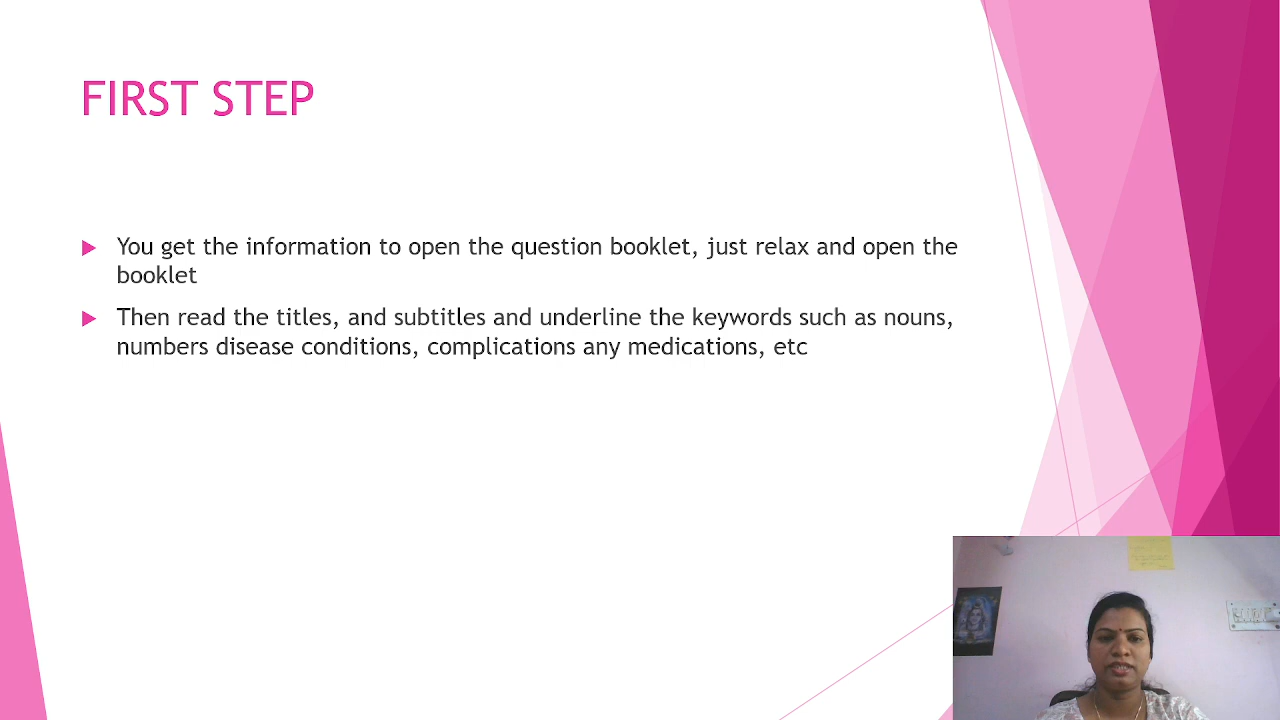 FIRST STEP
You get the information to open the question booklet, just relax and open the
booklet
Then read the titles, and subtitles and underline the keywords such as nouns,
numbers disease conditions, complications any medications, etc